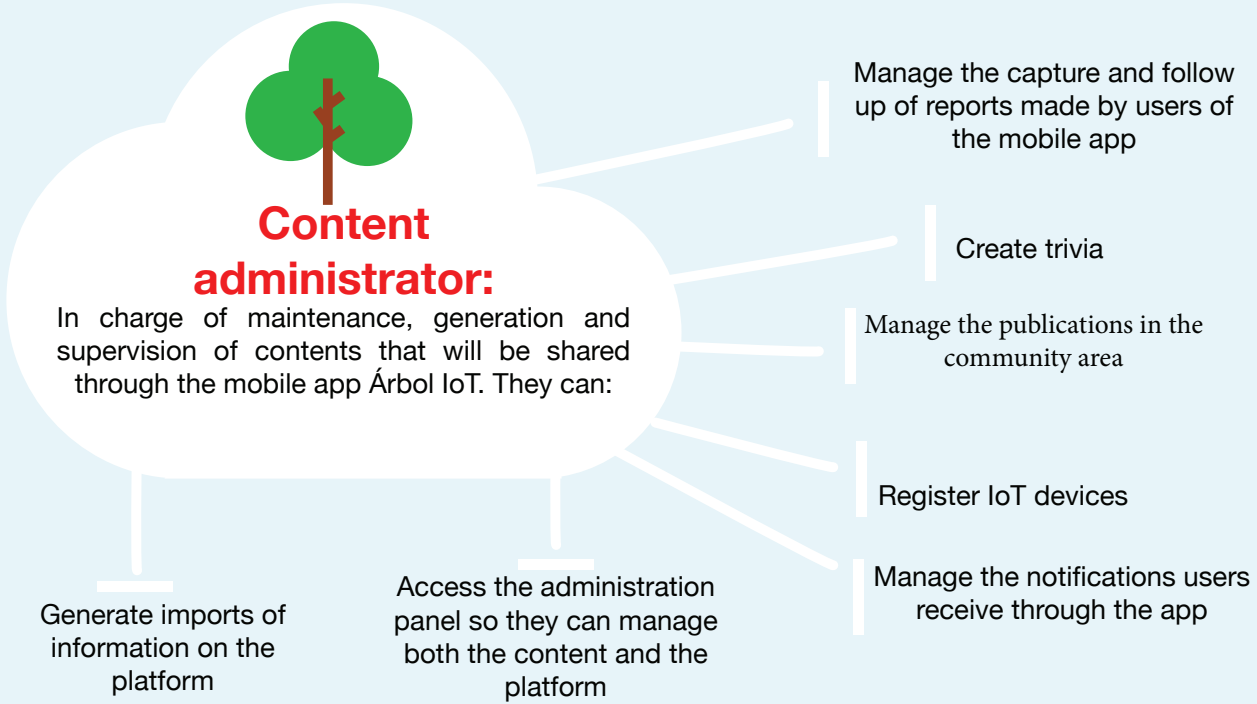 Content
administrator:
In charge of maintenance, generation and
supervision of contents that will be shared
through the mobile app Árbol IoT. They can:
Manage the capture and follow
up of reports made by users of
the mobile app
Create trivia
Manage the publications in the
community area
Register IoT devices
Manage the notifications users
receive through the app
Access the administration
panel so they can manage
both the content and the
platform
Generate imports of
information on the
platform